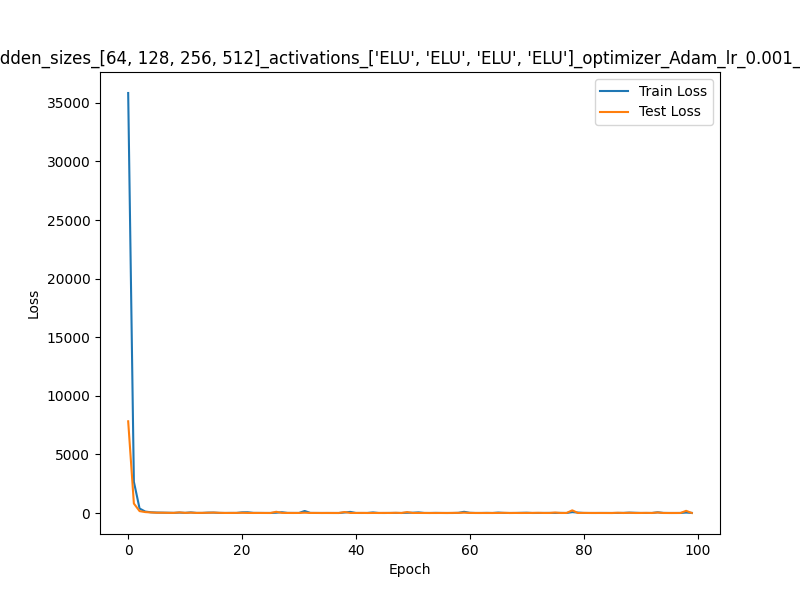 dden_sizes_[64, 128, 256, 512]_activations_['ELU', 'ELU', 'ELU', 'ELU']_optimizer_Adam_lr_0.001_
Train Loss
Test Loss
35000
30000
25000
20000
15000
10000
5000
0
Loss
0 20 40 60 80 100
Epoch